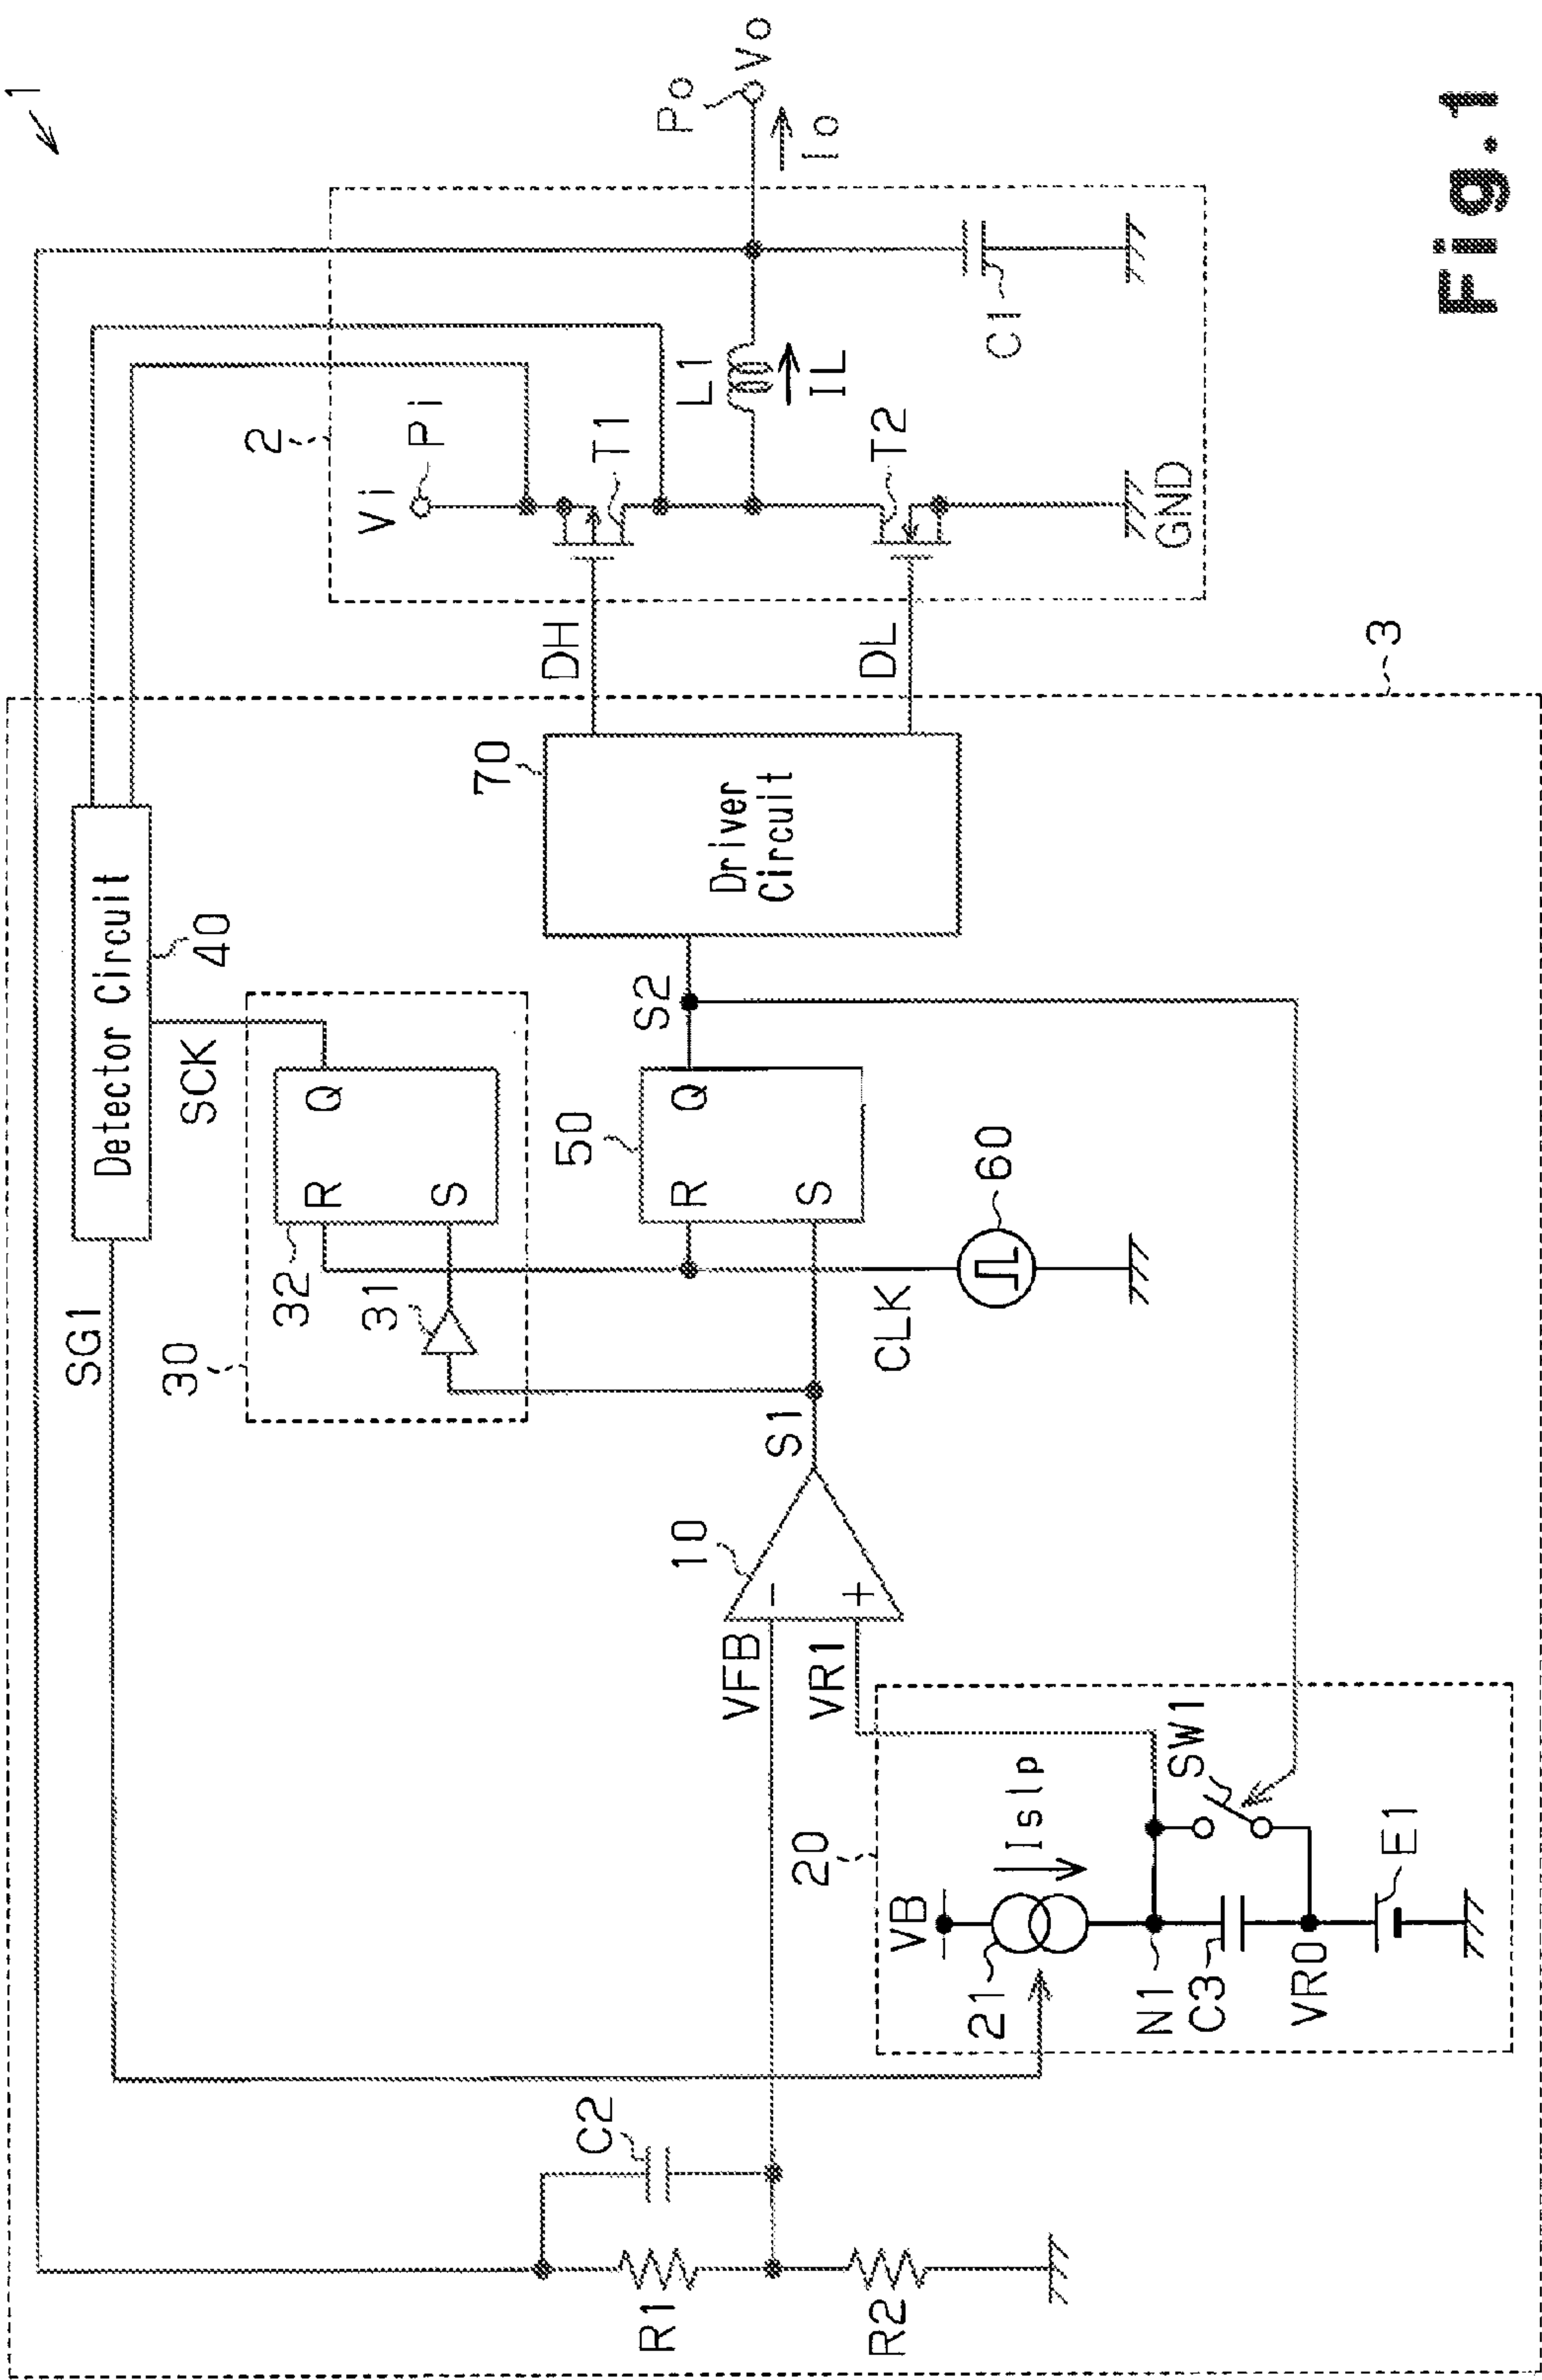 Fig.1
1
2
Vi
Pi
T1
L1
IL
T2
GND
C1
Po
Vo
Io
DH
DL
3
70
Driver
Circuit
Detector Circuit
40
SG1
SCK
30
32
R
Q
S
31
50
R
Q
S
S2
60
CLK
S1
10
-
+
VFB
VR1
20
VB
21
Islp
N1
C3
VR0
SW1
E1
C2
R1
R2